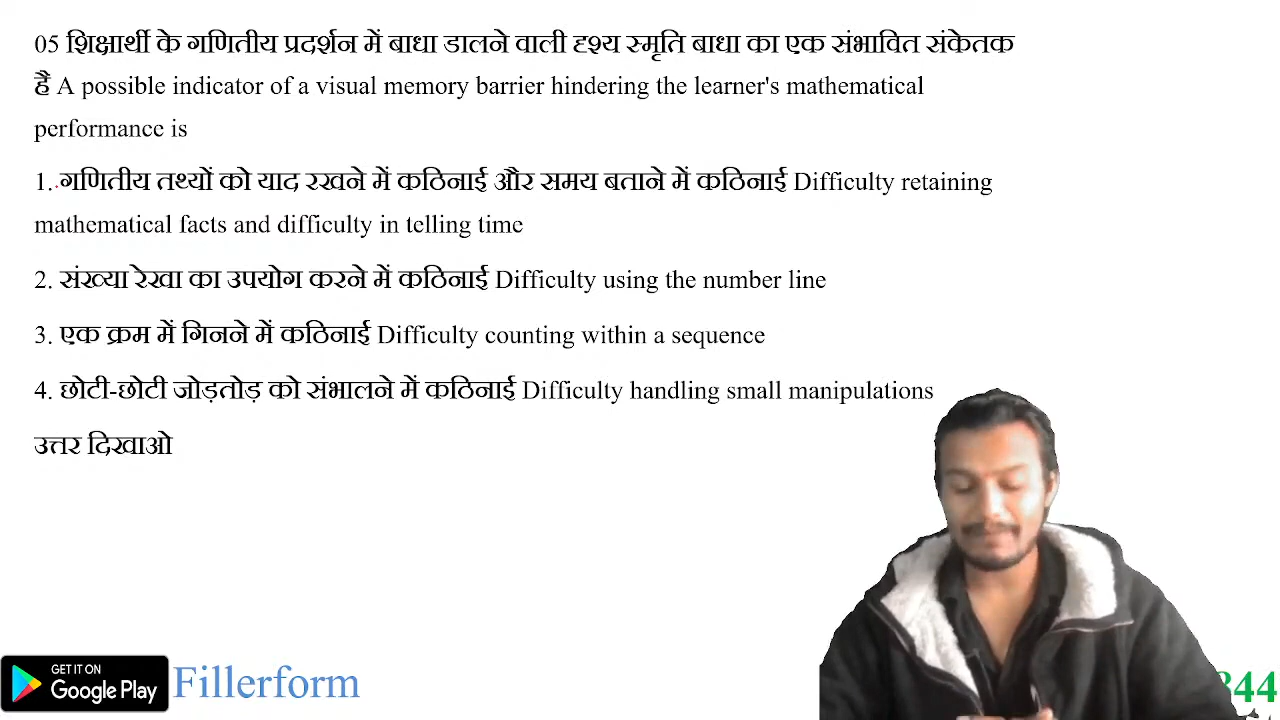 05 शिक्षार्थी के गणितीय प्रदर्शन में बाधा डालने वाली दृश्य स्मृति बाधा का एक संभावित संकेतक
है A possible indicator of a visual memory barrier hindering the learner's mathematical
performance is
1. गणितीय तथ्यों को याद रखने में कठिनाई और समय बताने में कठिनाई Difficulty retaining
mathematical facts and difficulty in telling time
2. संख्या रेखा का उपयोग करने में कठिनाई Difficulty using the number line
3. एक क्रम में गिनने में कठिनाई Difficulty counting within a sequence
4. छोटी-छोटी जोड़तोड़ को संभालने में कठिनाई Difficulty handling small manipulations
उत्तर दिखाओ
GET IT ON
Google Play
Fillerform